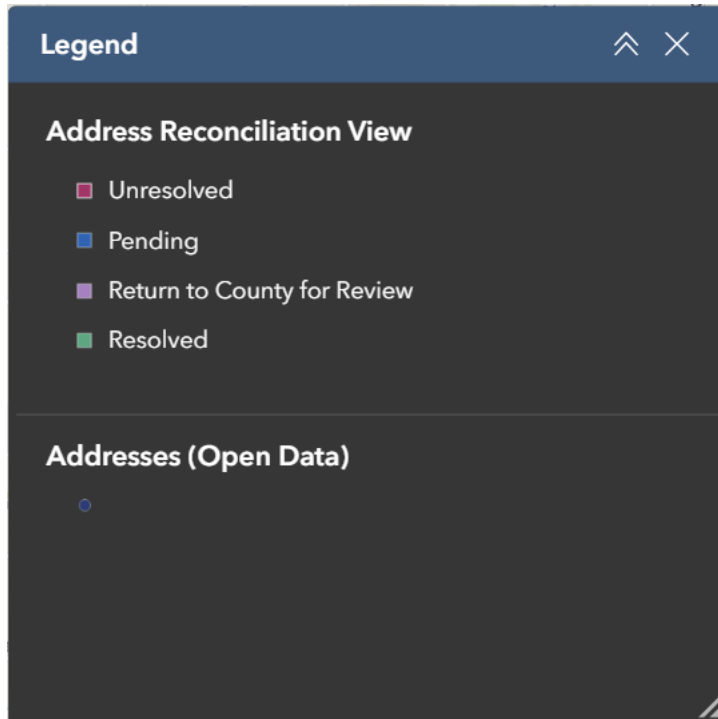 Legend
Address Reconciliation View
Unresolved
Pending
Return to County for Review
Resolved
Addresses (Open Data)